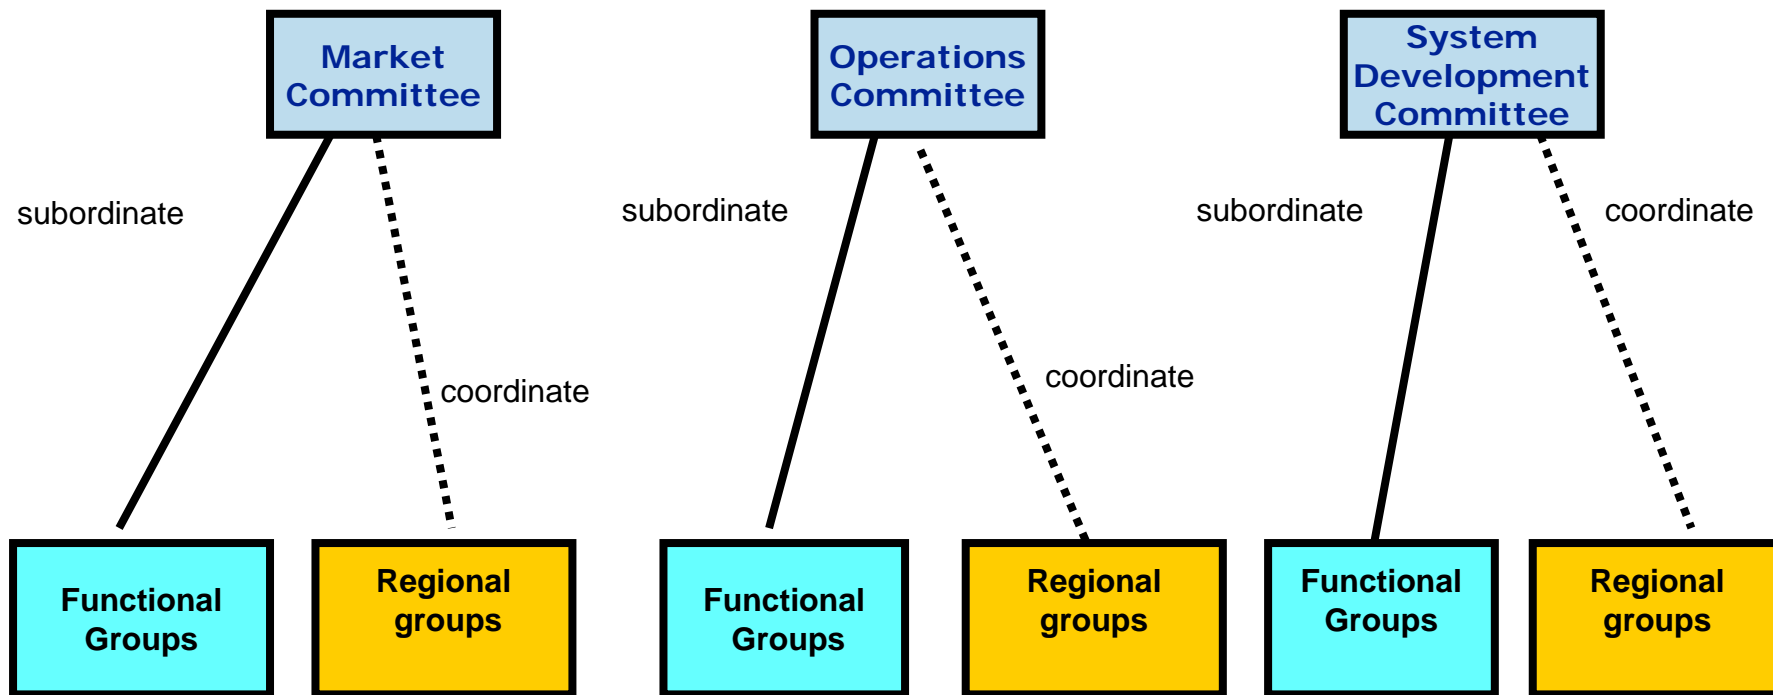 Market
Committee
Operations
Committee
System
Development
Committee
subordinate
coordinate
subordinate
coordinate
subordinate
coordinate
Functional
Groups
Regional
groups
Functional
Groups
Regional
groups
Functional
Groups
Regional
groups